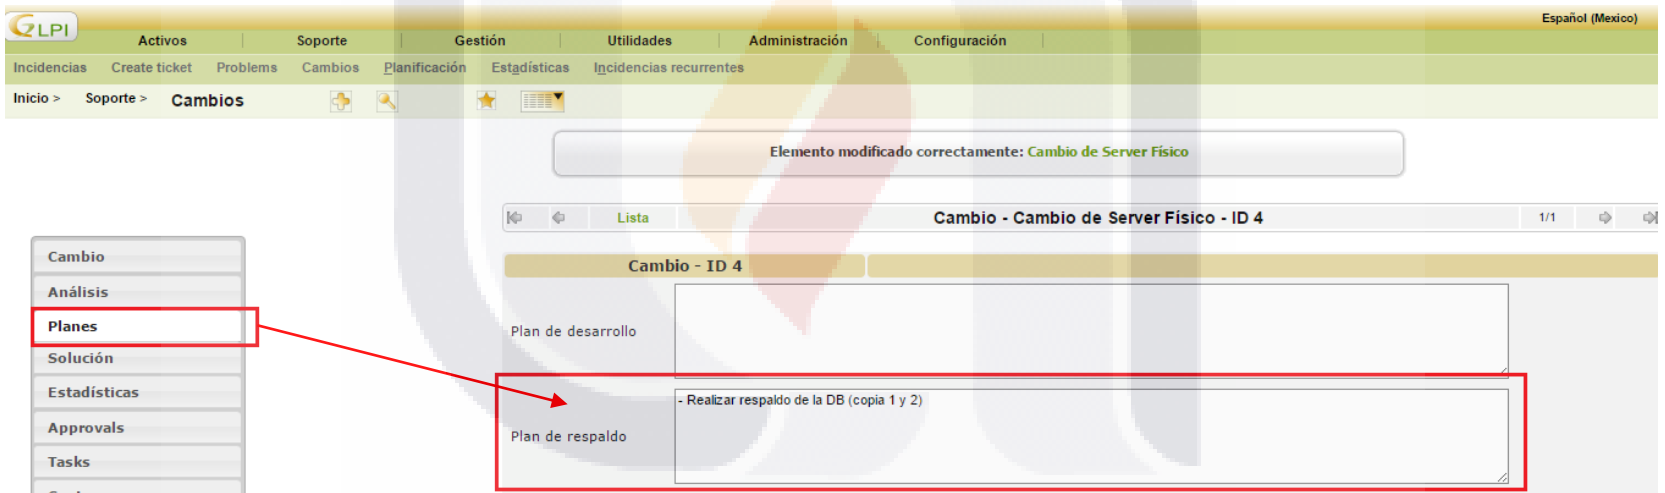 GLPI
Español (Mexico)
Activos Soporte Gestión Utilidades Administración Configuración
Incidencias Create ticket Problems Cambios Planificación Estadísticas Incidencias recurrentes
Inicio > Soporte > Cambios
Elemento modificado correctamente: Cambio de Server Físico
Lista Cambio - Cambio de Server Físico - ID 4 1/1
Cambio
Análisis
Planes
Solución
Estadísticas
Approvals
Tasks
Cambio - ID 4
Plan de desarrollo
Plan de respaldo
- Realizar respaldo de la DB (copia 1 y 2)